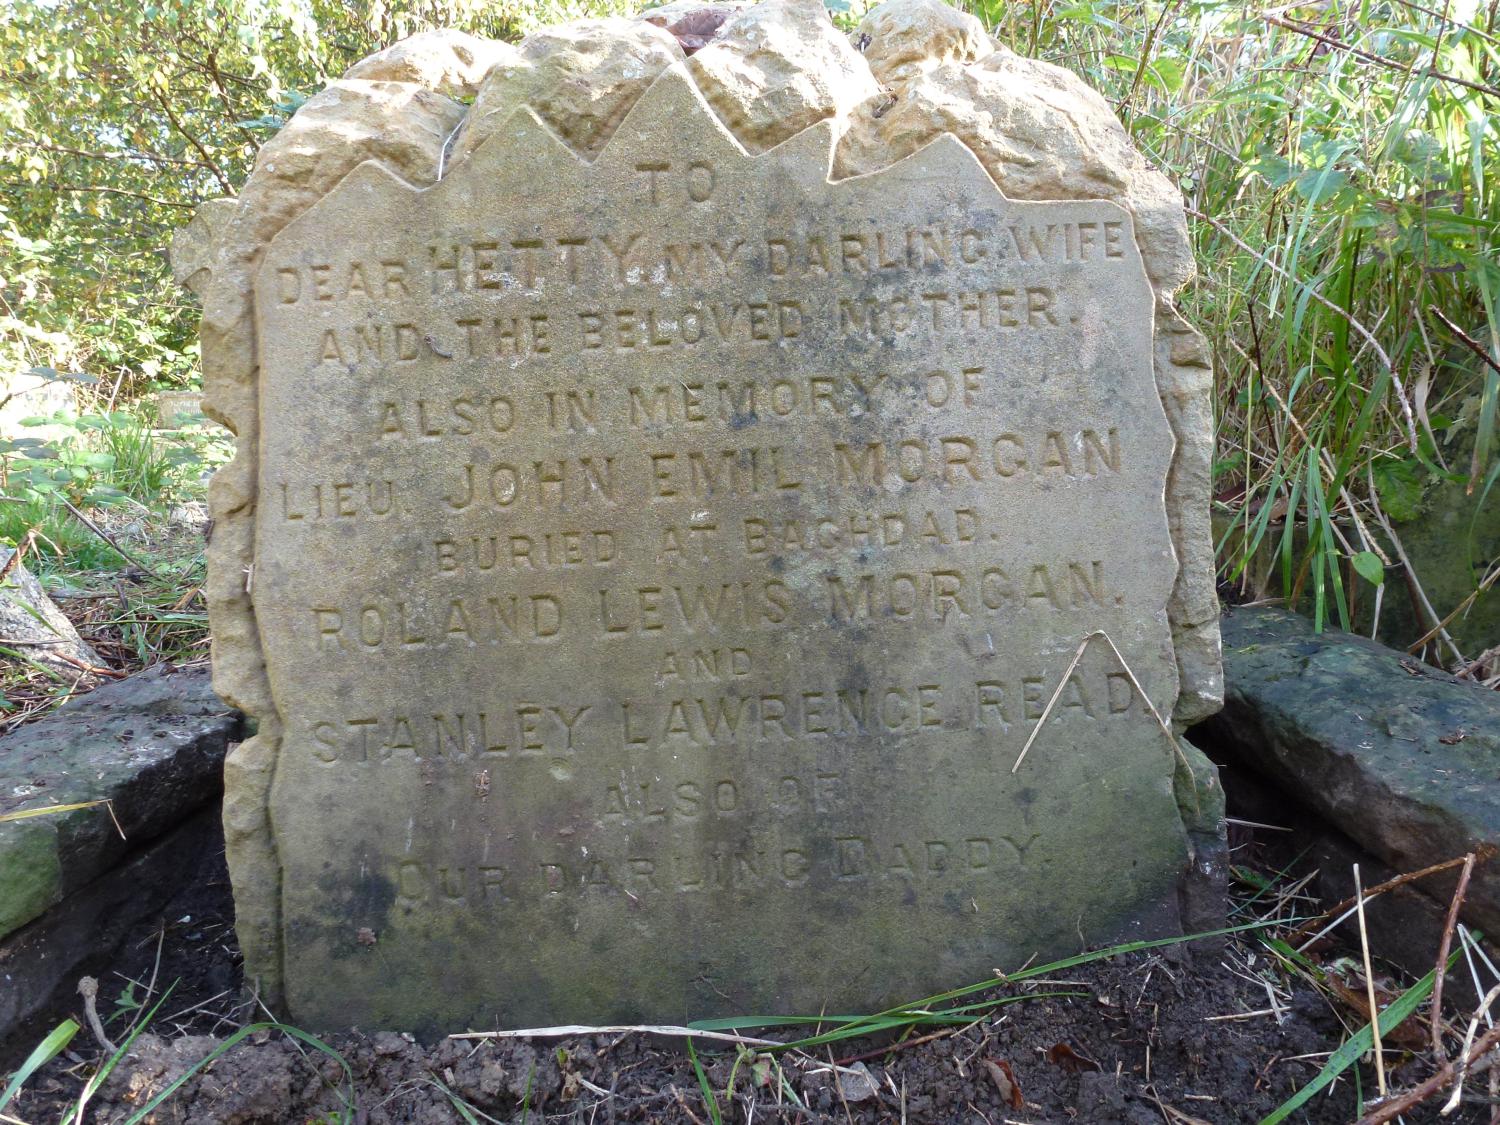 TO
DEAR HETTY MY DARLING WIFE
AND THE BELOVED MOTHER.
ALSO IN MEMORY OF
LIEU. JOHN EMIL MORGAN
BURIED AT BAGHDAD.
ROLAND LEWIS MORGAN.
AND
STANLEY LAWRENCE READ.
ALSO OF
OUR DARLING DADDY.